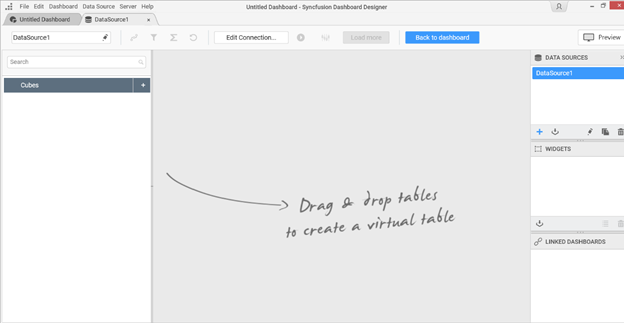 File Edit Dashboard Data Source Server Help
Untitled Dashboard - Syncfusion Dashboard Designer
Untitled Dashboard
DataSource1
DataSource1
Edit Connection...
Load more
Back to dashboard
Preview
Search
Cubes
Drag & drop tables
to create a virtual table
DATA SOURCES
DataSource1
WIDGETS
LINKED DASHBOARDS